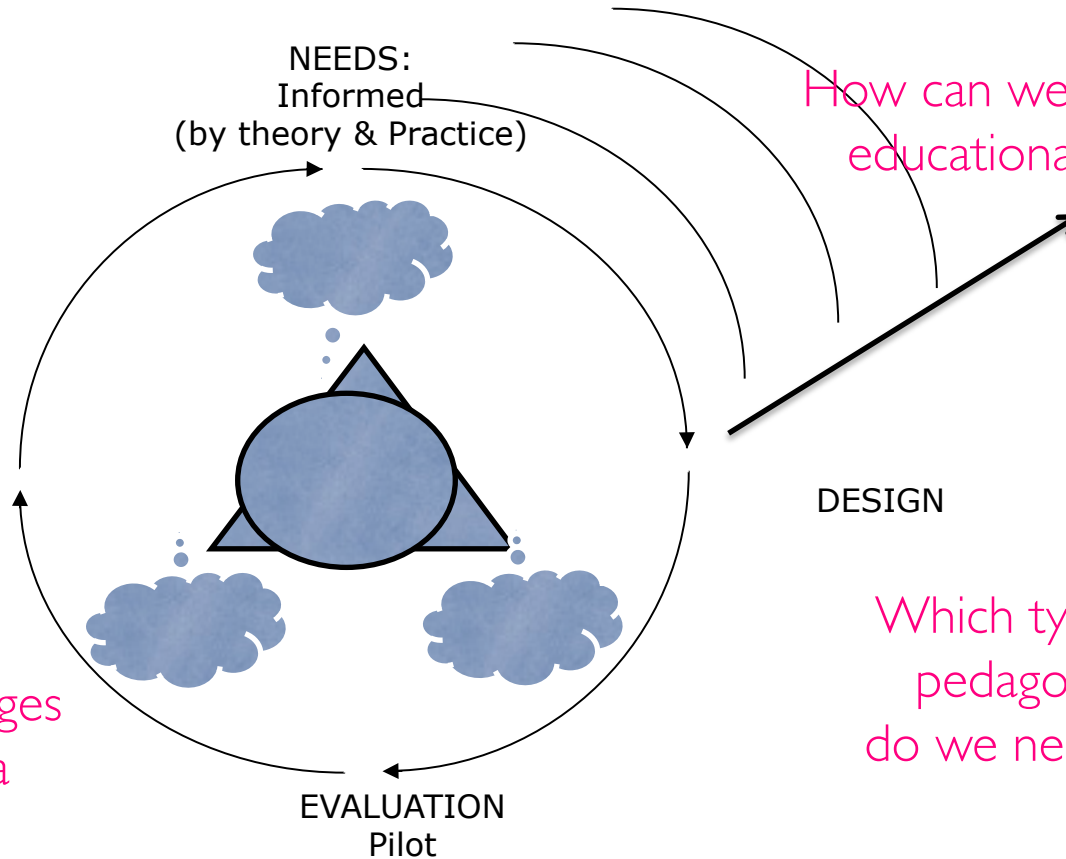 NEEDS:
Informed
(by theory & Practice)
How can we
educationa
DESIGN
Which ty
pedago
do we ne
ges
a
EVALUATION
Pilot